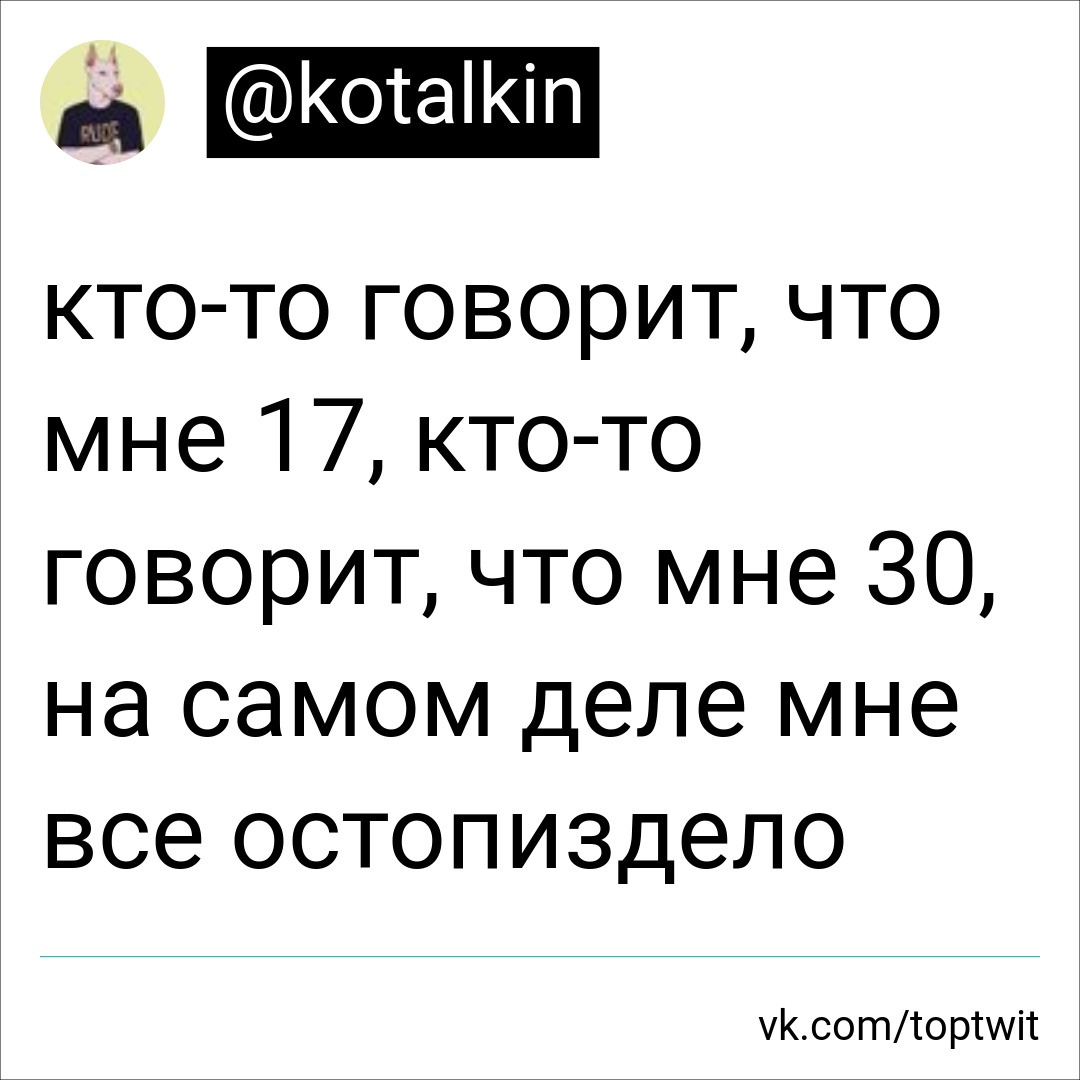 @kotalkin
RUDE
кто-то говорит, что
мне 17, кто-то
говорит, что мне 30,
на самом деле мне
все остопиздело
vk.com/toptwit